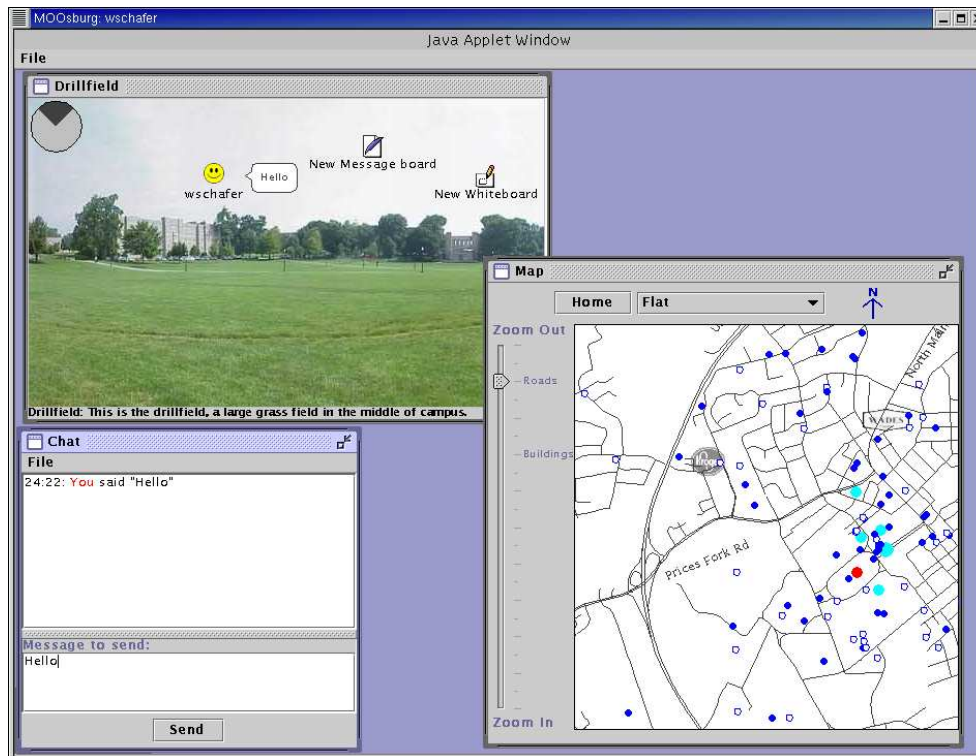 MOOsburg: wschafer
Java Applet Window
File
Drillfield
New Message board
Hello
wschafer
New Whiteboard
Drillfield: This is the drillfield, a large grass field in the middle of campus.
Map
Home
Flat
N
Zoom Out
Roads
Buildings
Zoom In
North Main
WADES
Prices Fork Rd
Chat
File
24:22: You said "Hello"
Message to send:
Hello
Send